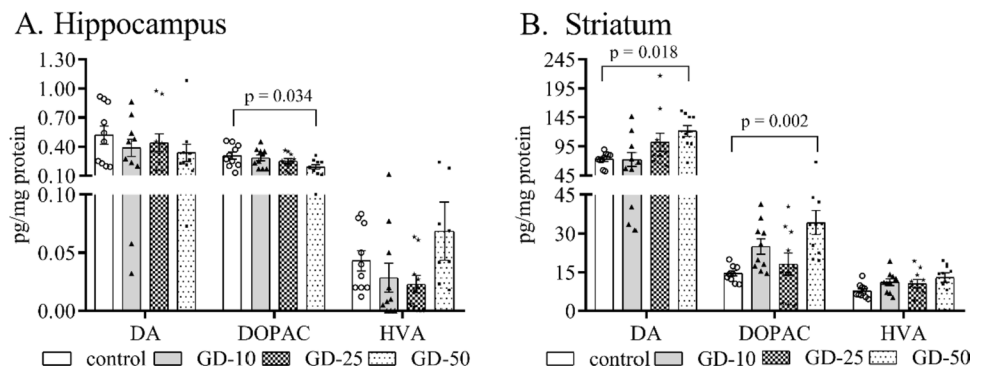 A. Hippocampus
pg/mg protein
1.30
1.00
0.70
0.40
0.10
0.10
0.05
0.00
p = 0.034
DA DOPAC HVA
control GD-10 GD-25 GD-50
B. Striatum
pg/mg protein
245
195
145
95
45
45
30
15
0
p = 0.018
p = 0.002
DA DOPAC HVA
control GD-10 GD-25 GD-50